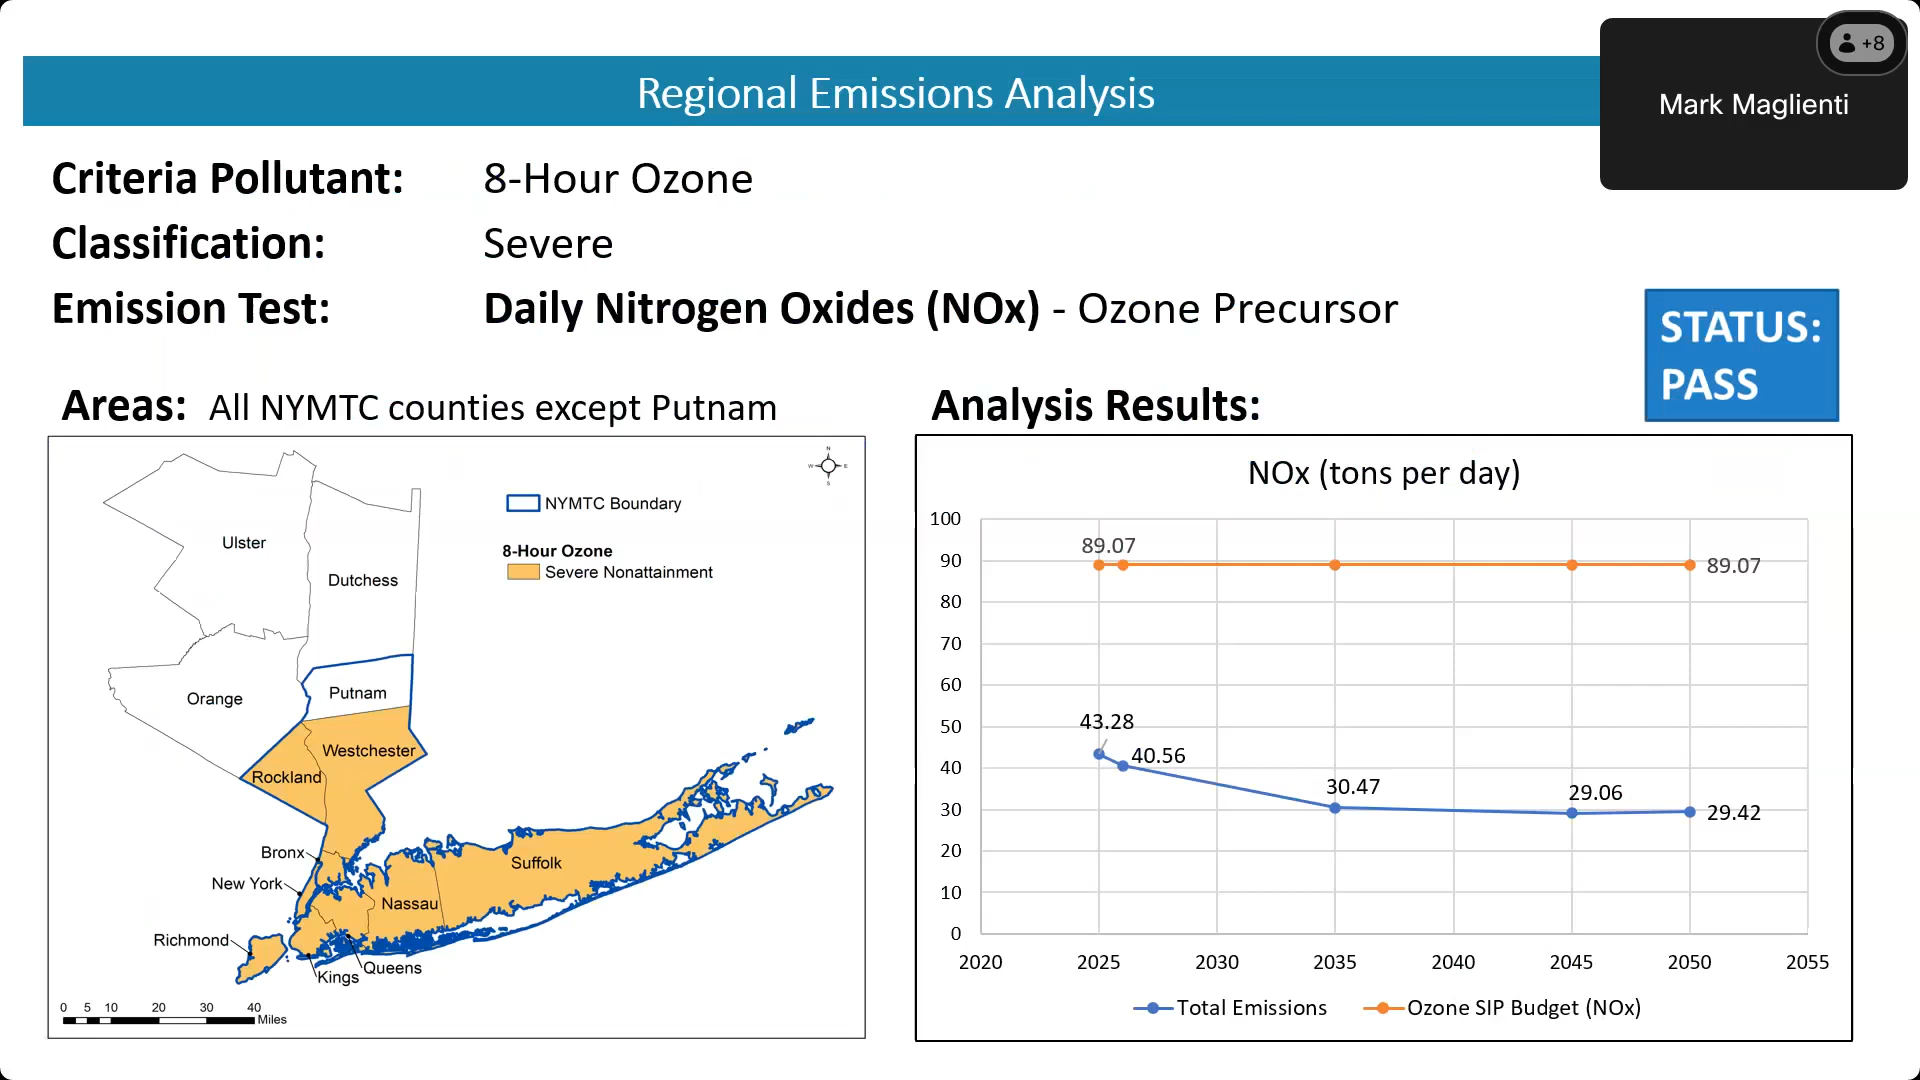 +8
Mark Maglienti
Regional Emissions Analysis
Criteria Pollutant: 8-Hour Ozone
Classification: Severe
Emission Test: Daily Nitrogen Oxides (NOx) - Ozone Precursor
STATUS:
PASS
Areas: All NYMTC counties except Putnam
N
W E
S
NYMTC Boundary
8-Hour Ozone
Severe Nonattainment
Ulster
Dutchess
Putnam
Orange
Westchester
Rockland
Bronx
New York
Suffolk
Nassau
Richmond
Queens
Kings
0 5 10 20 30 40
Miles
Analysis Results:
NOx (tons per day)
100
90
80
70
60
50
40
30
20
10
0
89.07
89.07
43.28
40.56
30.47
29.06
29.42
2020 2025 2030 2035 2040 2045 2050 2055
Total Emissions Ozone SIP Budget (NOx)